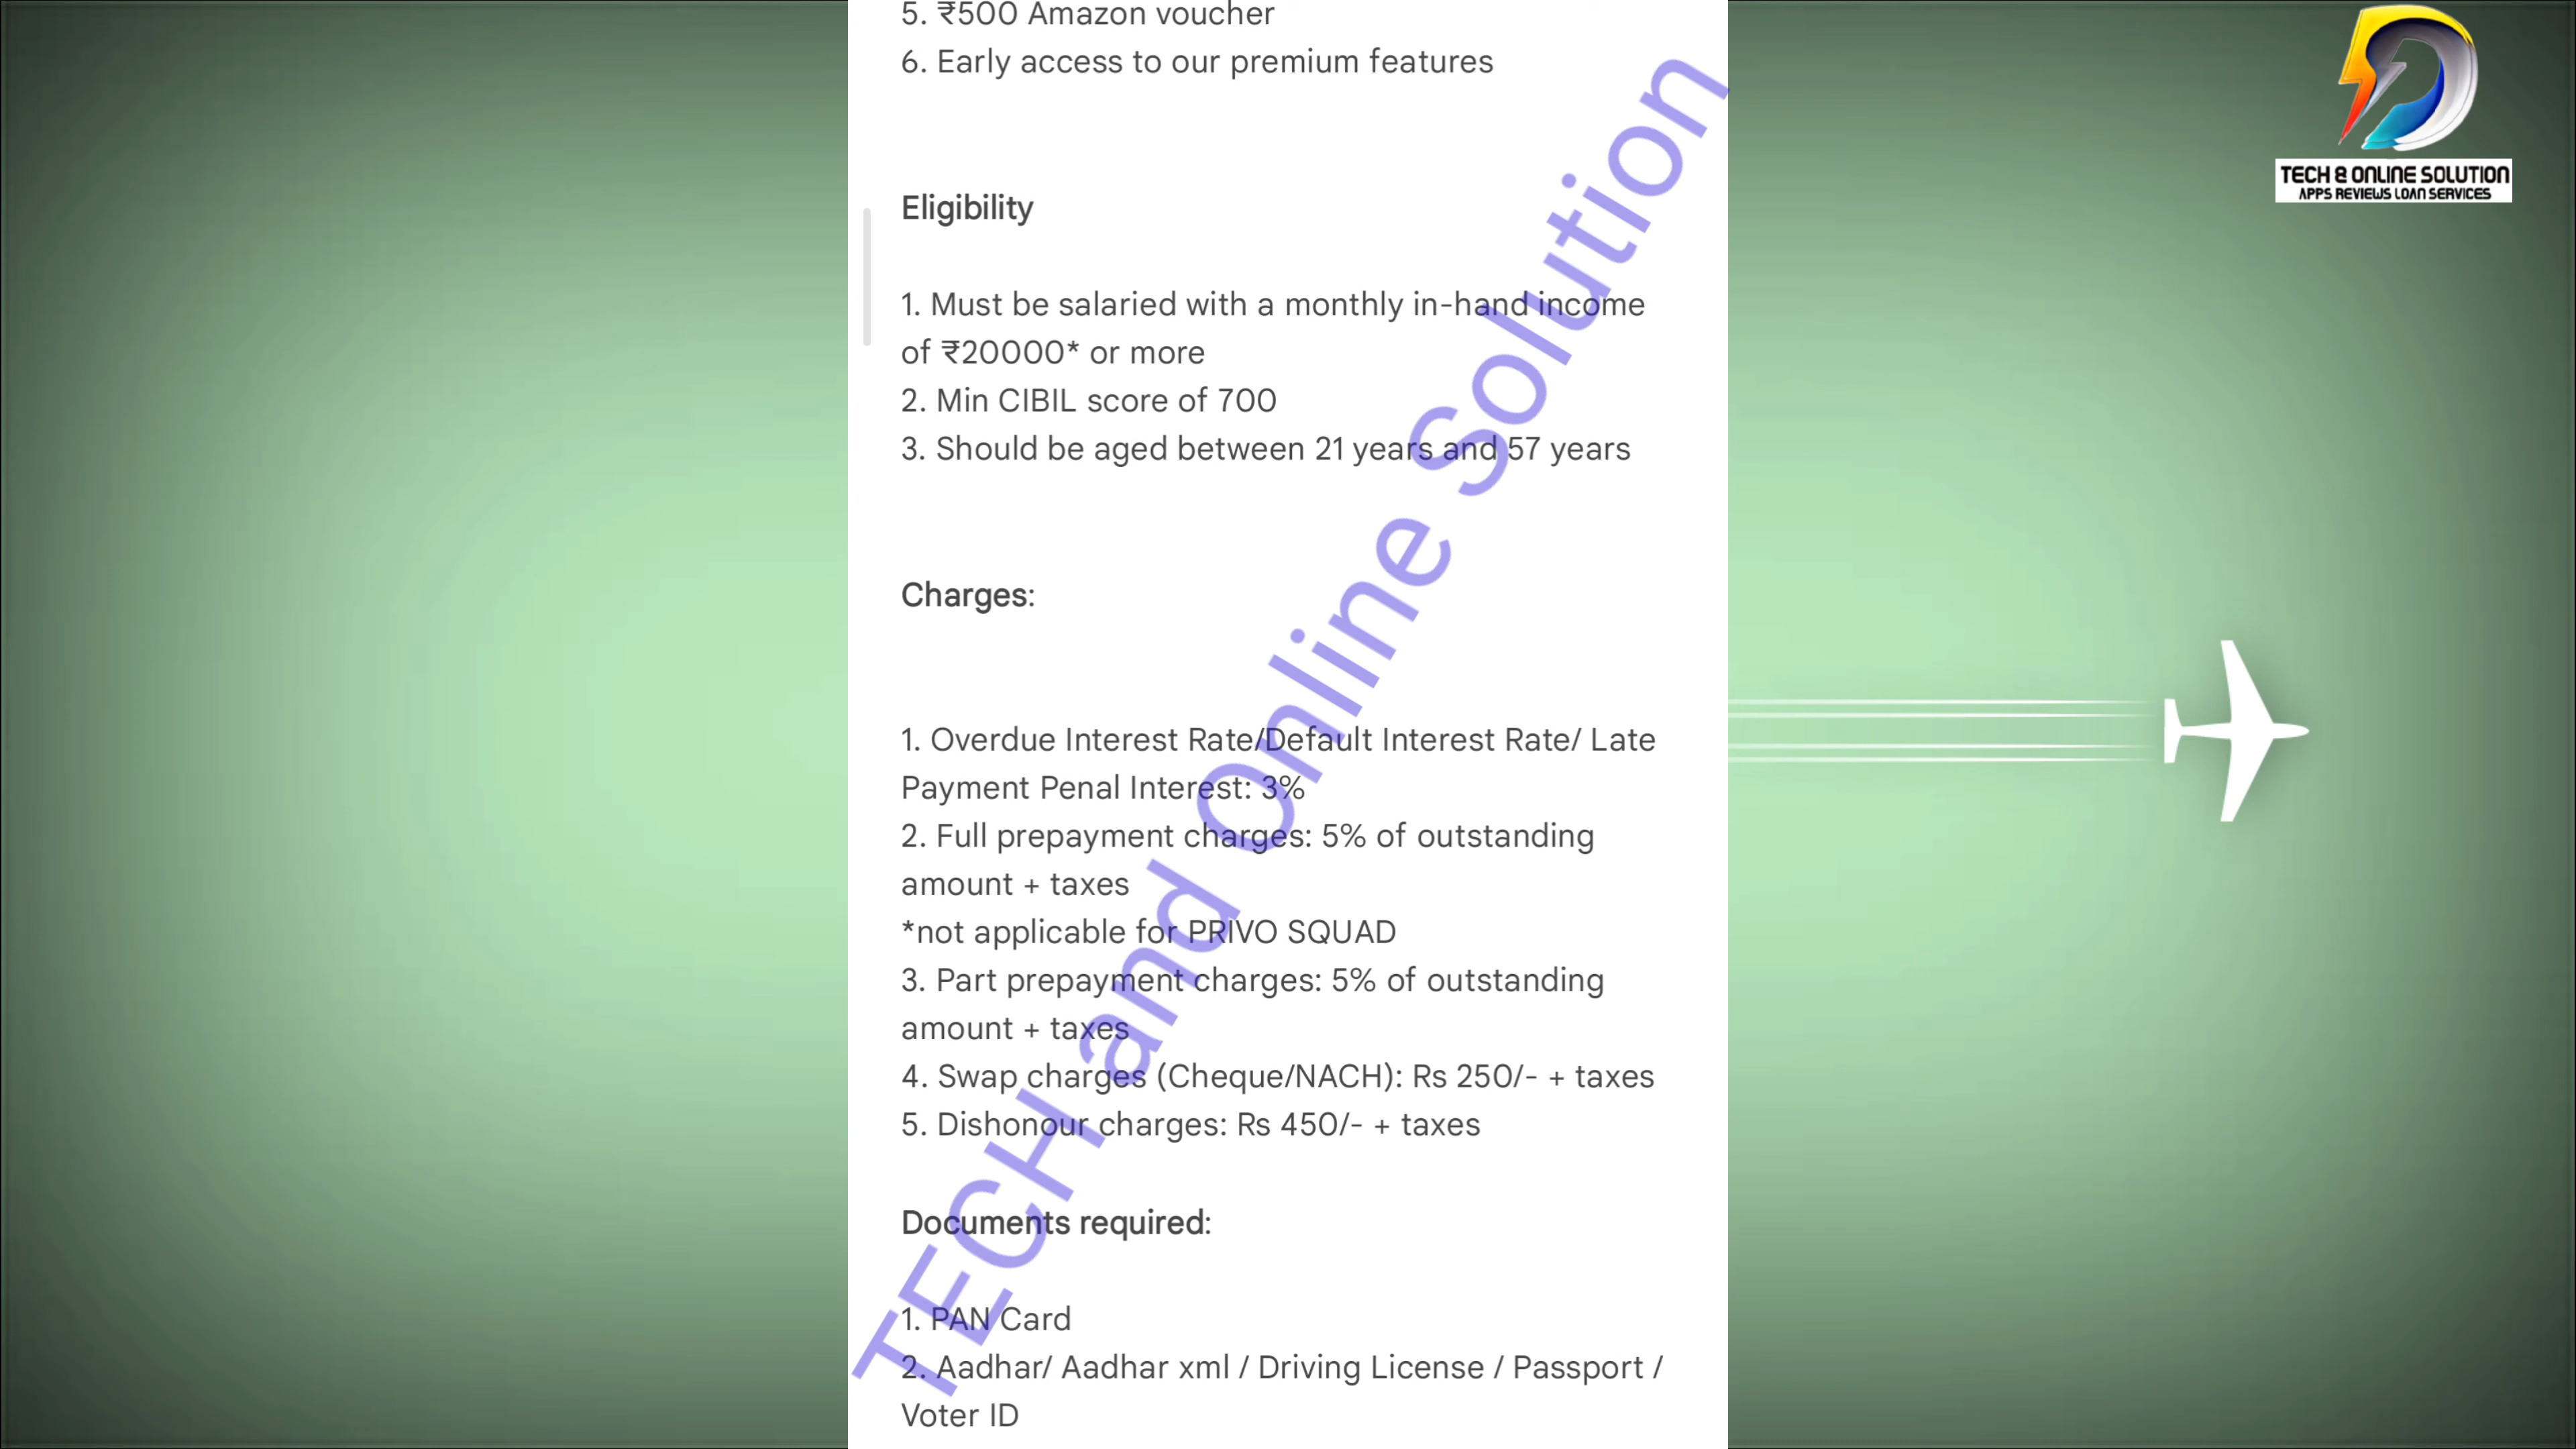 5. ₹500 Amazon voucher
6. Early access to our premium features
Eligibility
1. Must be salaried with a monthly in-hand income
of ₹20000* or more
2. Min CIBIL score of 700
3. Should be aged between 21 years and 57 years
Charges:
1. Overdue Interest Rate/Default Interest Rate/ Late
Payment Penal Interest: 3%
2. Full prepayment charges: 5% of outstanding
amount + taxes
*not applicable for PRIVO SQUAD
3. Part prepayment charges: 5% of outstanding
amount + taxes
4. Swap charges (Cheque/NACH): Rs 250/- + taxes
5. Dishonour charges: Rs 450/- + taxes
Documents required:
1. PAN Card
2. Aadhar/ Aadhar xml / Driving License / Passport /
Voter ID
TECH and Online Solution
TECH & ONLINE SOLUTION
APPS REVIEWS LOAN SERVICES